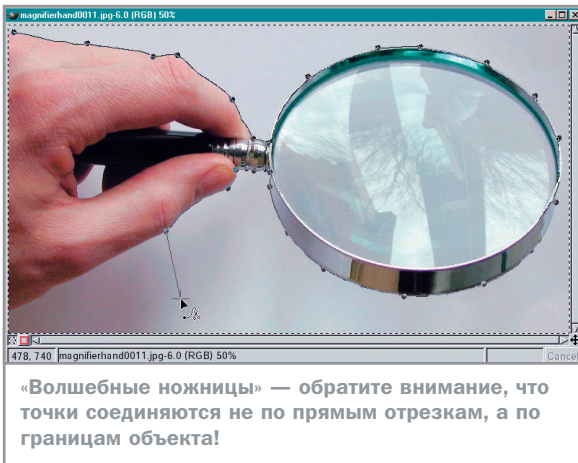 magnifierhand0011.jpg-6.0 (RGB) 50%
478, 740 magnifierhand0011.jpg-6.0 (RGB) 50% Cancel
«Волшебные ножницы» — обратите внимание, что
точки соединяются не по прямым отрезкам, а по
границам объекта!